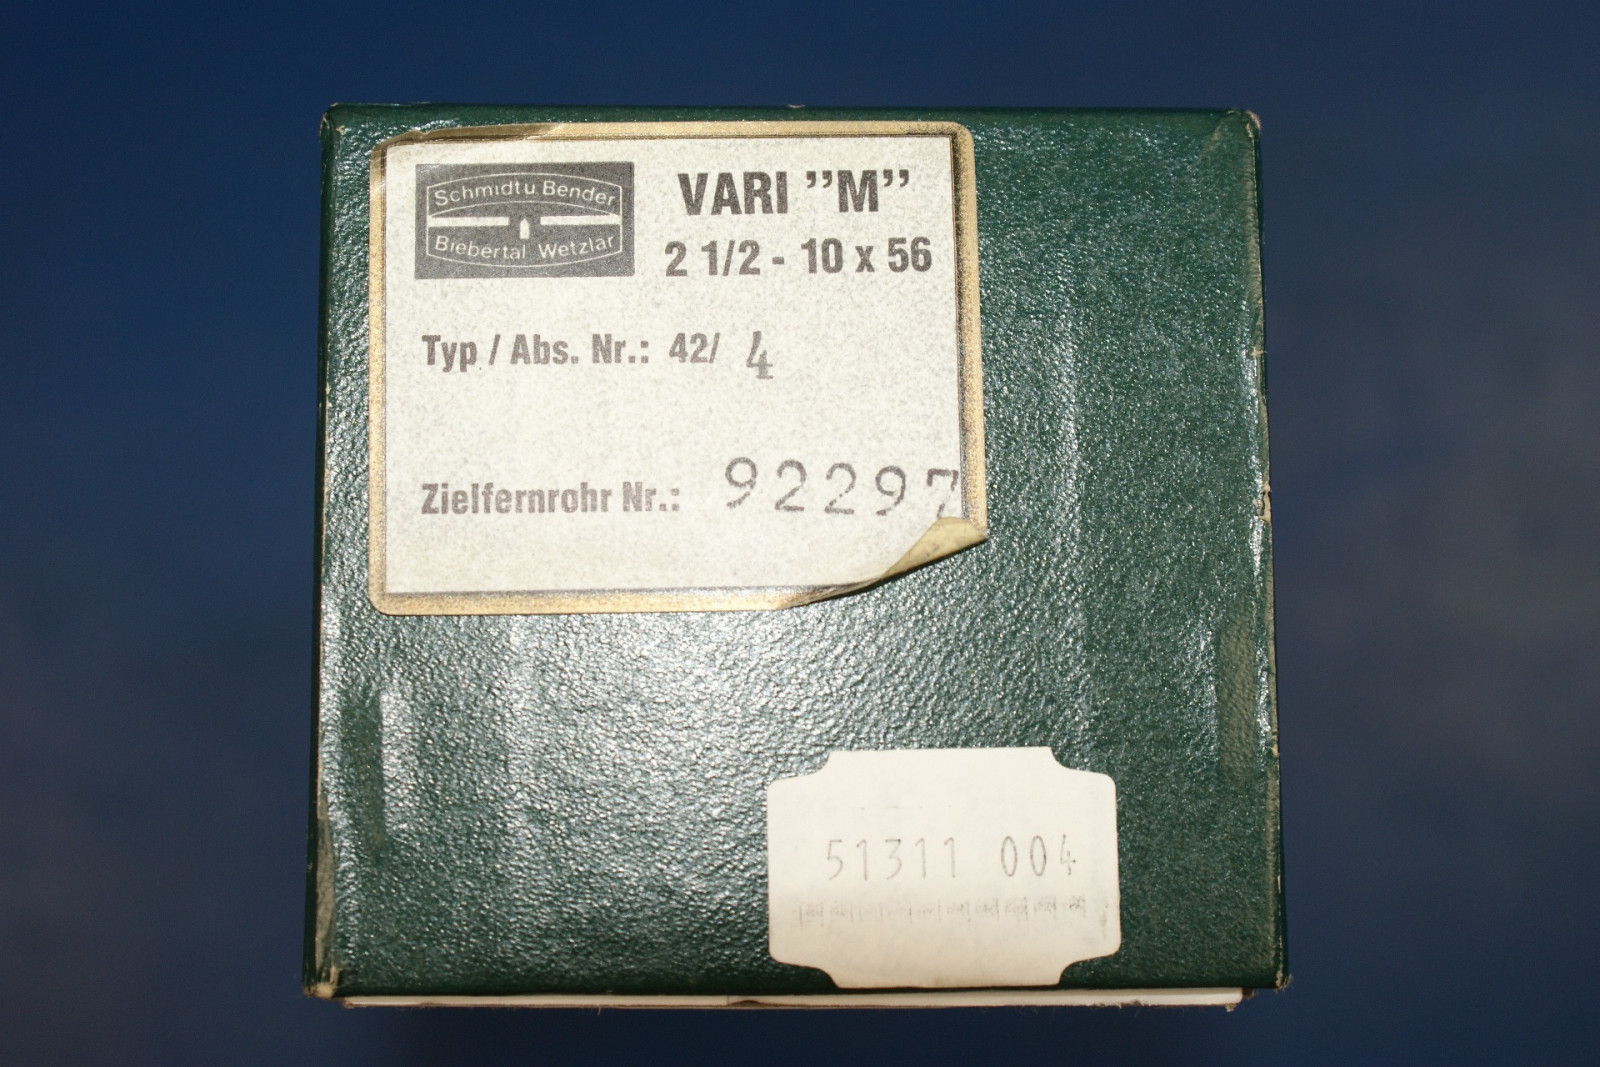 Schmidt u Bender
Biebertal Wetzlar
VARI ”M”
2 1/2 - 10 x 56
Typ / Abs. Nr.: 42/ 4
Zielfernrohr Nr.: 92297
51311 004